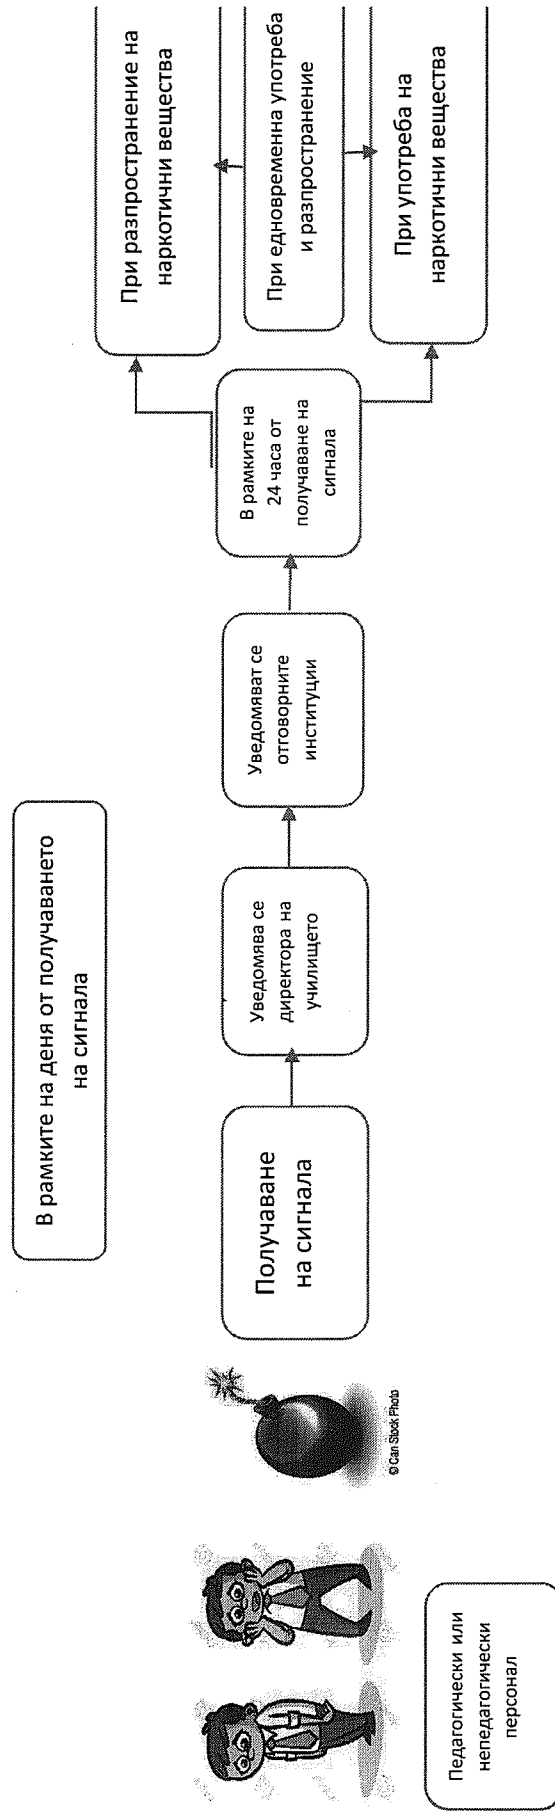 В рамките на деня от получаването
на сигнала
Педагогически или
непедагогически
персонал
© Can Stock Photo
Получаване
на сигнала
Уведомява се
директора на
училището
Уведомяват се
отговорните
институции
В рамките на
24 часа от
получаване на
сигнала
При разпространение на
наркотични вещества
При едновременна употреба
и разпространение
При употреба на
наркотични вещества